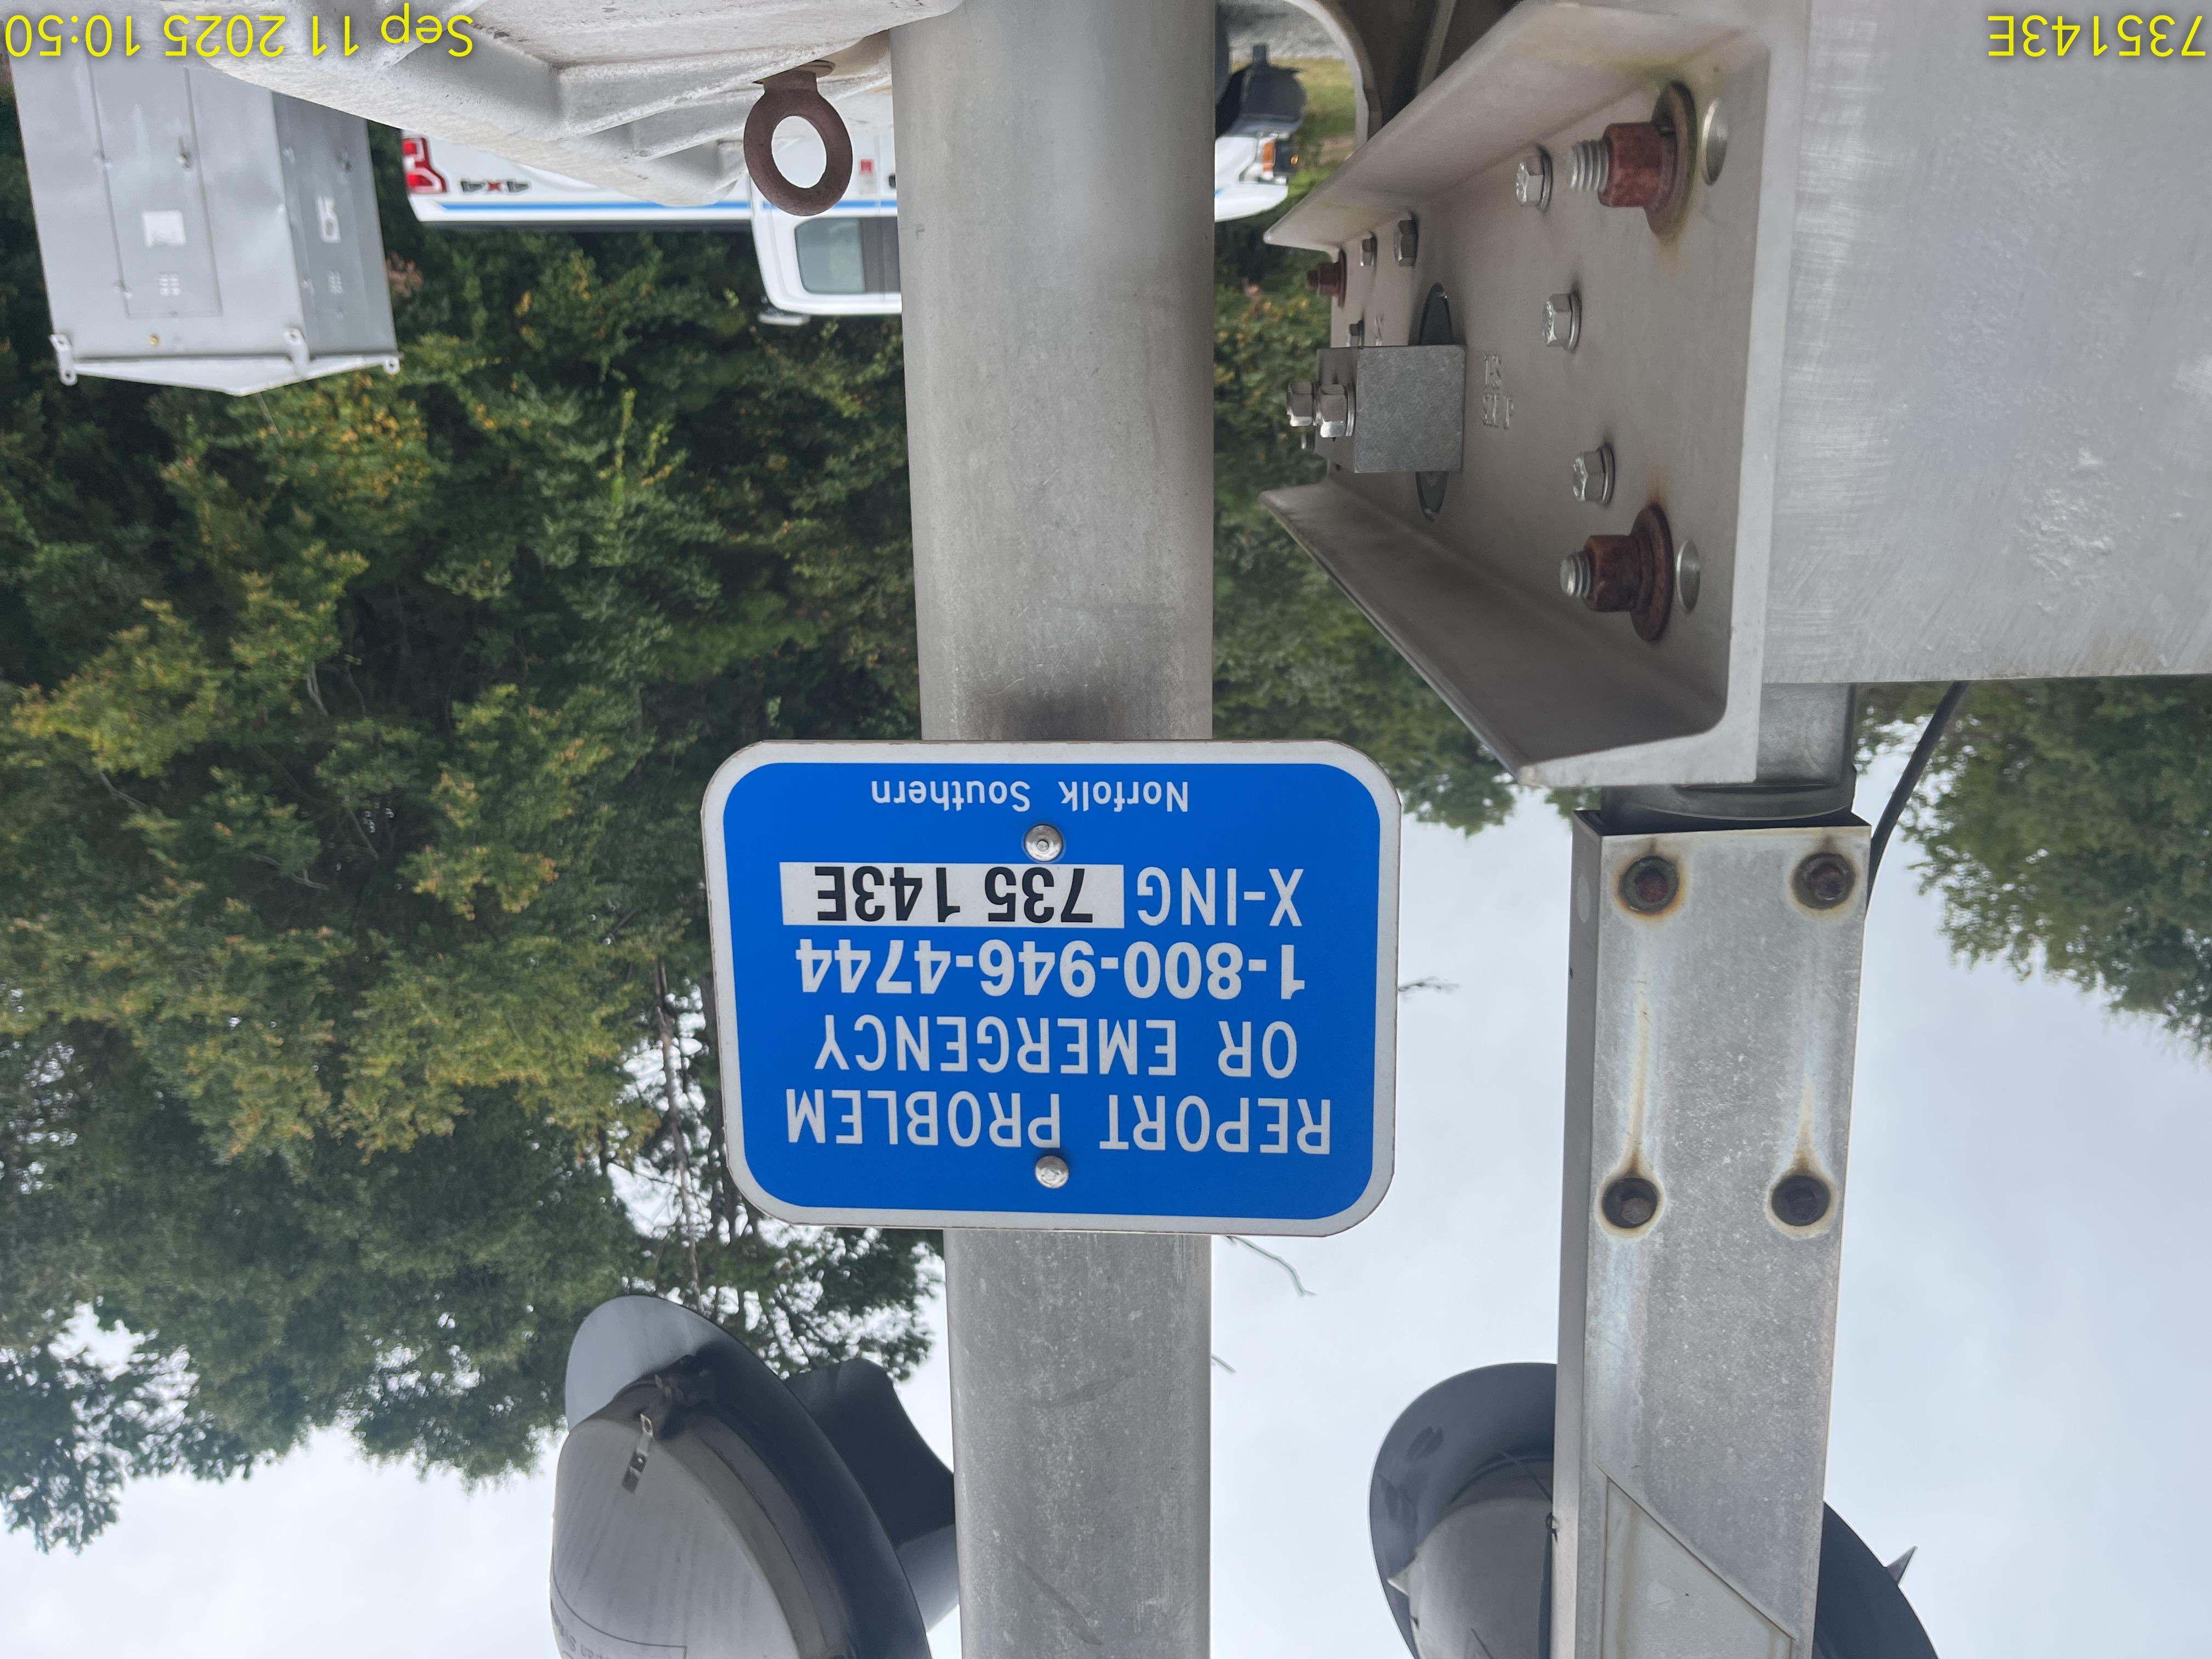 REPORT PROBLEM
OR EMERGENCY
1-800-946-4744
X-ING 735 143E
Norfolk Southern
4x4
735143E
Sep 11 2025 10:50